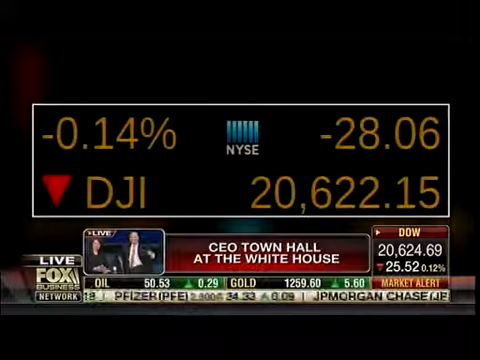 -0.14% NYSE -28.06
DJI 20,622.15
LIVE
CEO TOWN HALL
AT THE WHITE HOUSE
DOW
20,624.69
25.52 0.12%
LIVE
FOX
BUSINESS
NETWORK
OIL 50.53 0.29 GOLD 1259.60 5.60 MARKET ALERT
PFIZER(PFE) 34.33 0.09 JPMORGAN CHASE(JP